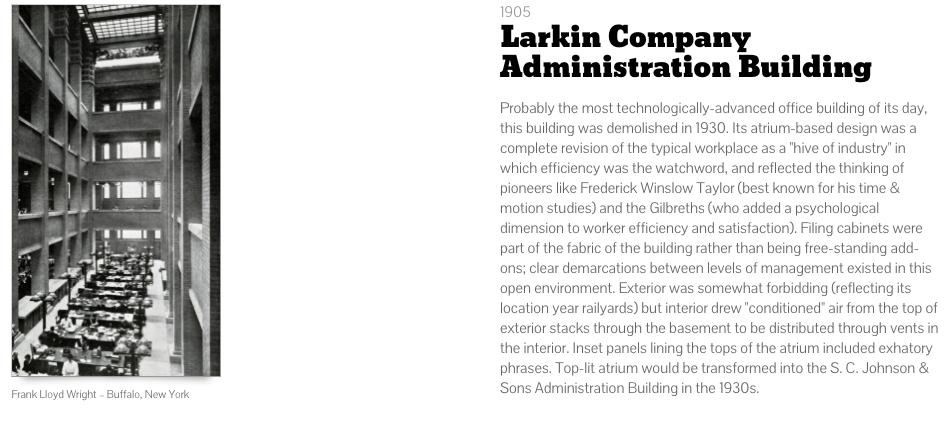 1905
Larkin Company
Administration Building
Probably the most technologically-advanced office building of its day,
this building was demolished in 1930. Its atrium-based design was a
complete revision of the typical workplace as a "hive of industry" in
which efficiency was the watchword, and reflected the thinking of
pioneers like Frederick Winslow Taylor (best known for his time &
motion studies) and the Gilbreths (who added a psychological
dimension to worker efficiency and satisfaction). Filing cabinets were
part of the fabric of the building rather than being free-standing add-
ons; clear demarcations between levels of management existed in this
open environment. Exterior was somewhat forbidding (reflecting its
location year railyards) but interior drew "conditioned" air from the top of
exterior stacks through the basement to be distributed through vents in
the interior. Inset panels lining the tops of the atrium included exhatory
phrases. Top-lit atrium would be transformed into the S. C. Johnson &
Sons Administration Building in the 1930s.
Frank Lloyd Wright – Buffalo, New York